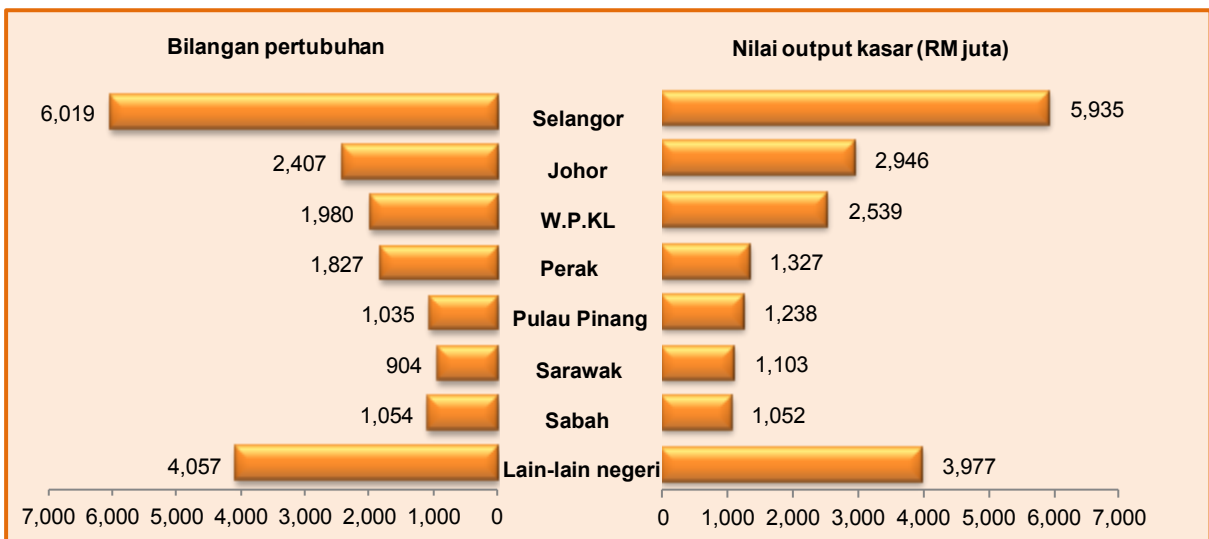 Bilangan pertubuhan
Nilai output kasar (RM juta)
6,019 Selangor 5,935
2,407 Johor 2,946
1,980 W.P.KL 2,539
1,827 Perak 1,327
1,035 Pulau Pinang 1,238
904 Sarawak 1,103
1,054 Sabah 1,052
4,057 Lain-lain negeri 3,977
7,000 6,000 5,000 4,000 3,000 2,000 1,000 0
0 1,000 2,000 3,000 4,000 5,000 6,000 7,000